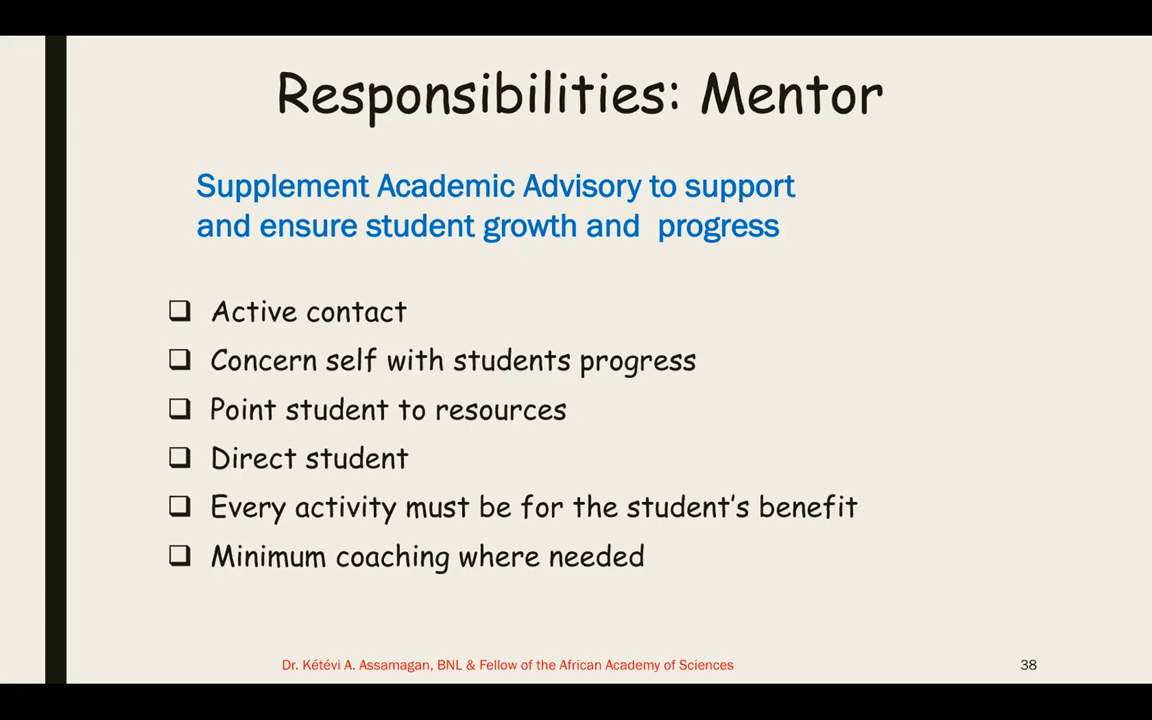 Responsibilities: Mentor
Supplement Academic Advisory to support
and ensure student growth and progress
Active contact
Concern self with students progress
Point student to resources
Direct student
Every activity must be for the student's benefit
Minimum coaching where needed
Dr. Kétévi A. Assamagan, BNL & Fellow of the African Academy of Sciences
38